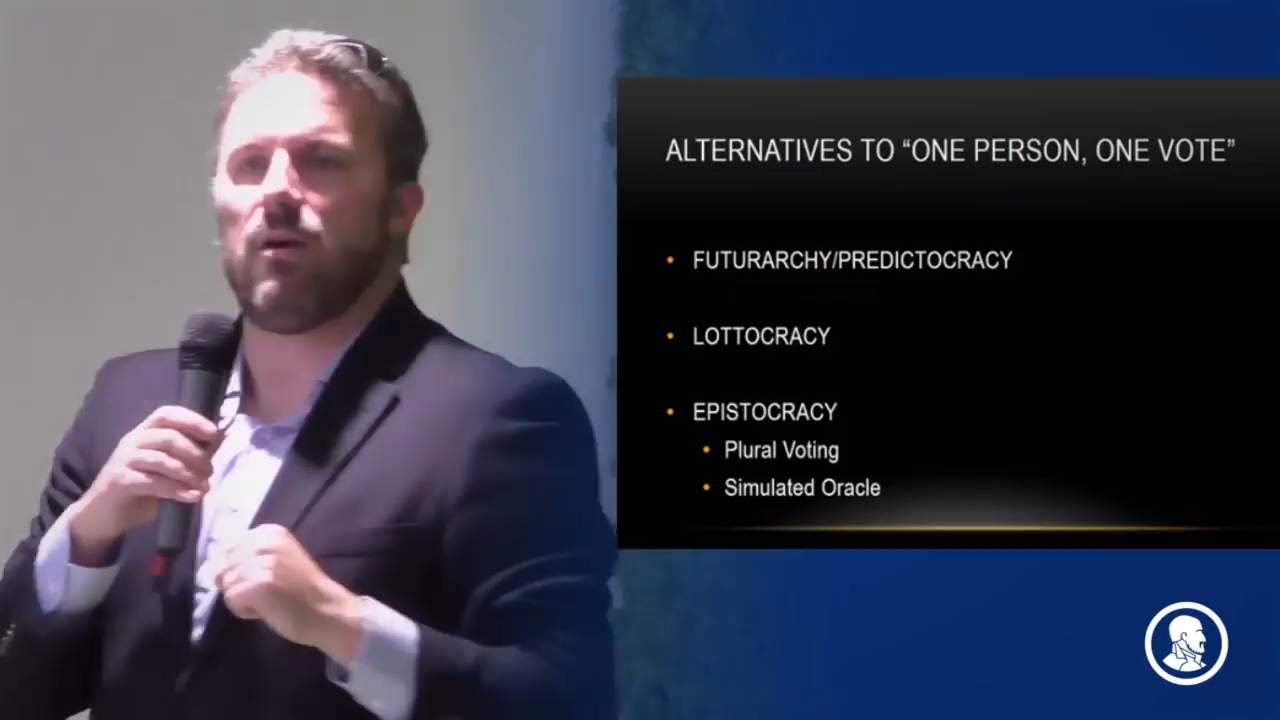 ALTERNATIVES TO “ONE PERSON, ONE VOTE”
• FUTURARCHY/PREDICTOCRACY
• LOTTOCRACY
• EPISTOCRACY
• Plural Voting
• Simulated Oracle